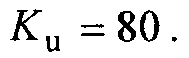 K_u = 80 .